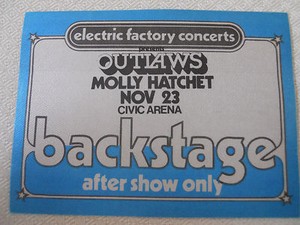 electric factory concerts
presents
OUTLAWS
MOLLY HATCHET
NOV 23
CIVIC ARENA
backstage
after show only